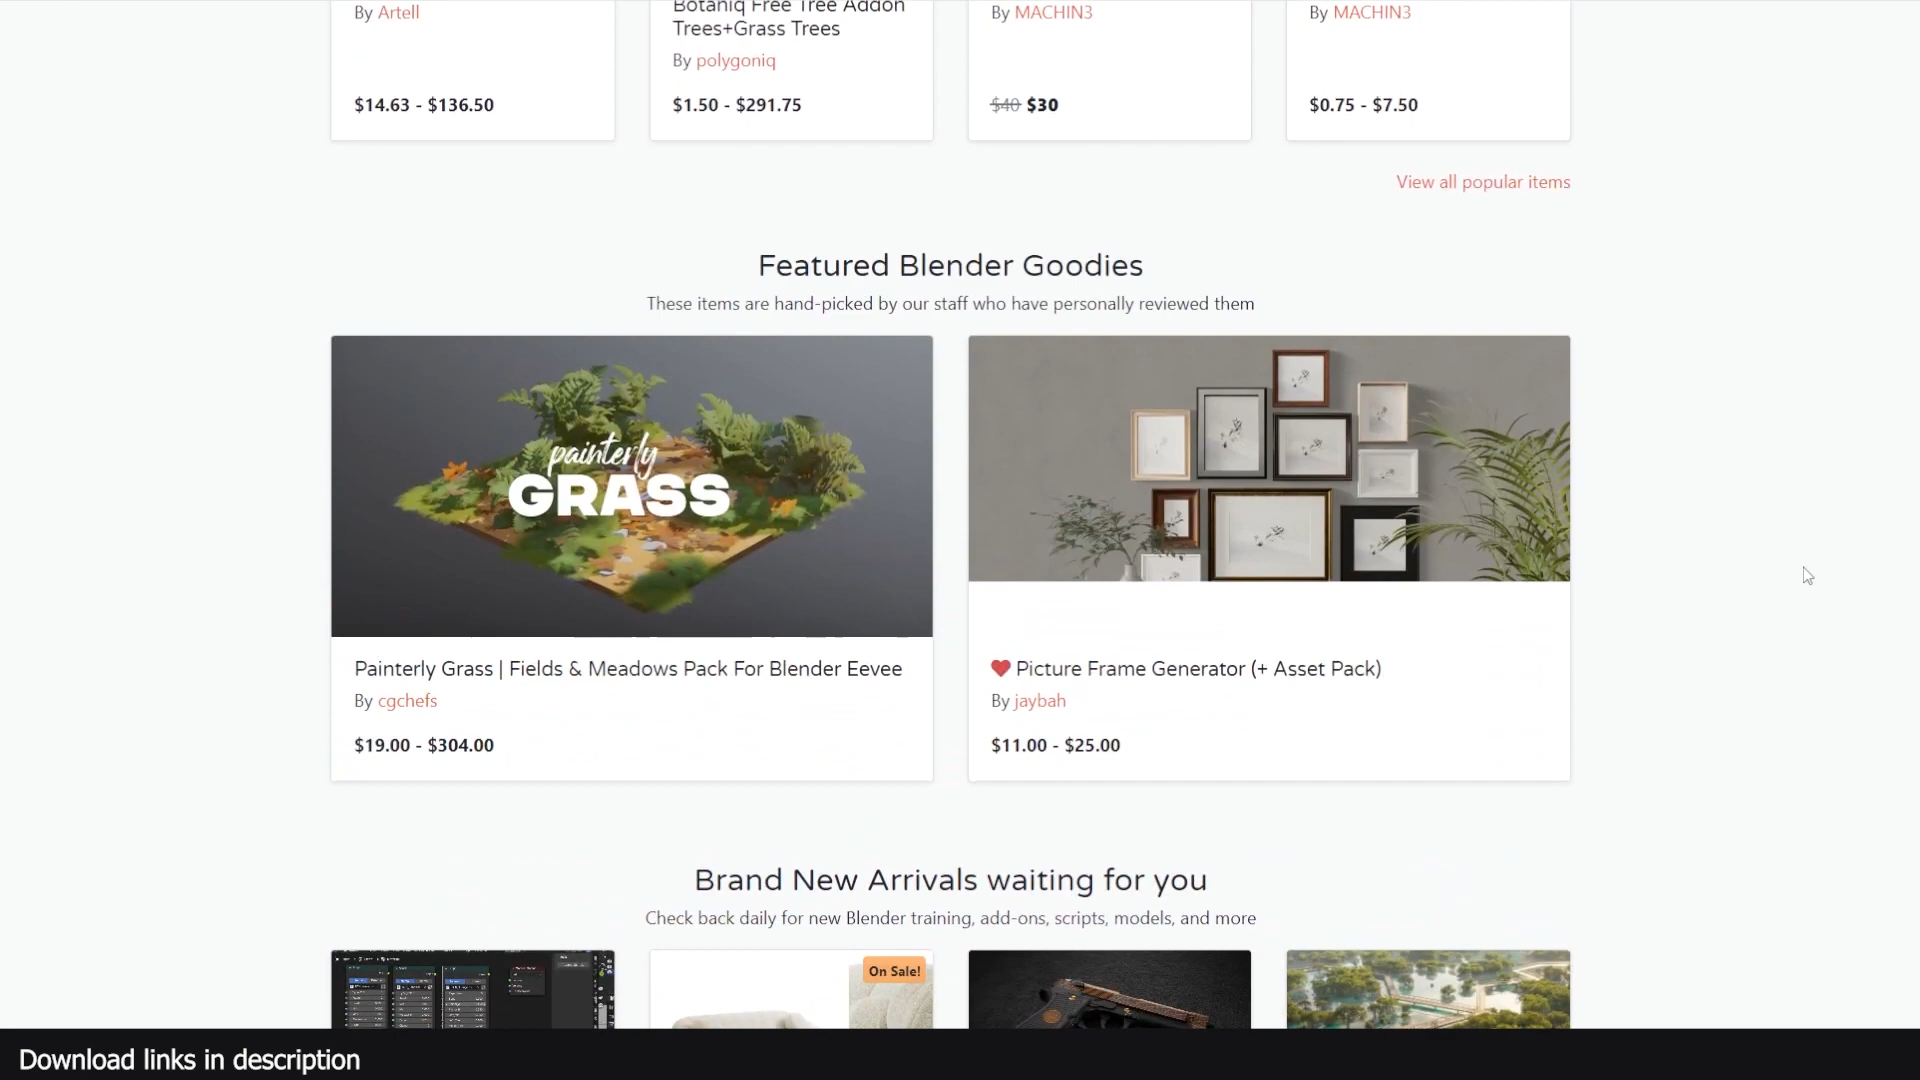 By Artell
Botaniq Free Tree Addon
Trees+Grass Trees
By polygoniq
By MACHIN3
By MACHIN3
$14.63 - $136.50
$1.50 - $291.75
$40 $30
$0.75 - $7.50
View all popular items
Featured Blender Goodies
These items are hand-picked by our staff who have personally reviewed them
painterly
GRASS
Painterly Grass | Fields & Meadows Pack For Blender Eevee
By cgchefs
$19.00 - $304.00
Picture Frame Generator (+ Asset Pack)
By jaybah
$11.00 - $25.00
Brand New Arrivals waiting for you
Check back daily for new Blender training, add-ons, scripts, models, and more
On Sale!
Download links in description